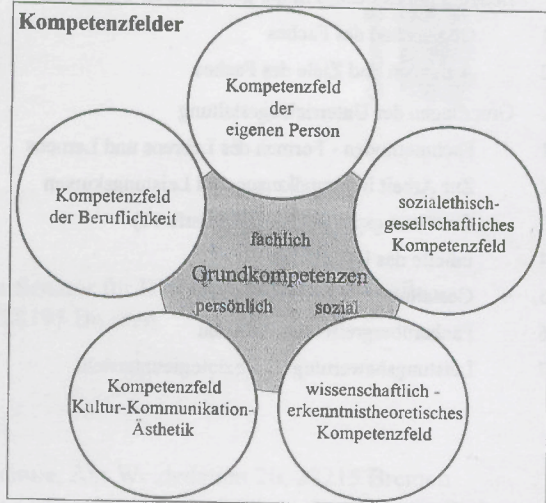 Kompetenzfelder
Kompetenzfeld
der
eigenen Person
Kompetenzfeld
der Beruflichkeit
sozialethisch-
gesellschaftliches
Kompetenzfeld
fachlich
Grundkompetenzen
persönlich sozial
Kompetenzfeld
Kultur-Kommunikation-
Ästhetik
wissenschaftlich -
erkenntnistheoretisches
Kompetenzfeld